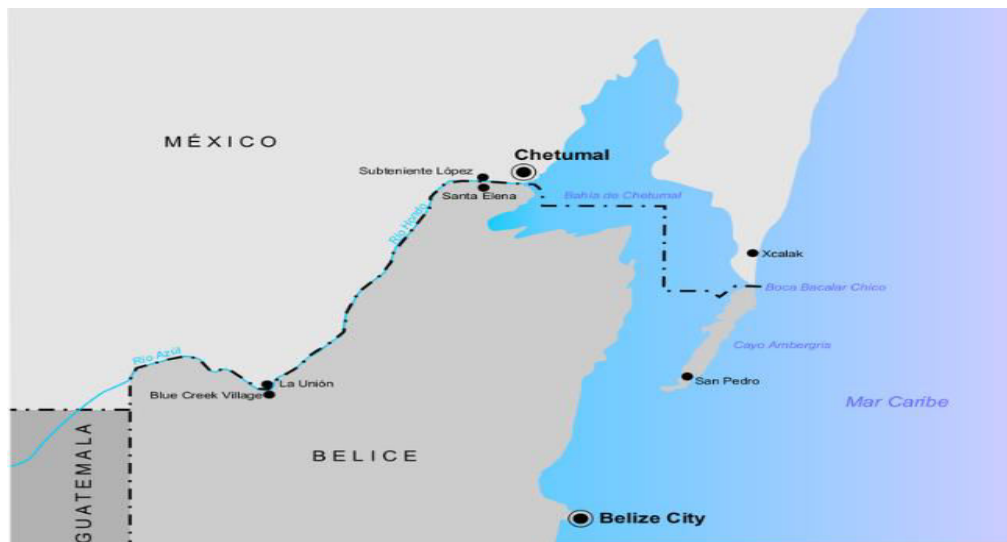 MÉXICO
Chetumal
Subteniente López
Santa Elena
Bahía de Chetumal
Río Hondo
Xcalak
Boca Bacalar Chico
Cayo Ambergris
Río Azúl
La Unión
San Pedro
Blue Creek Village
Mar Caribe
GUATEMALA
BELICE
Belize City